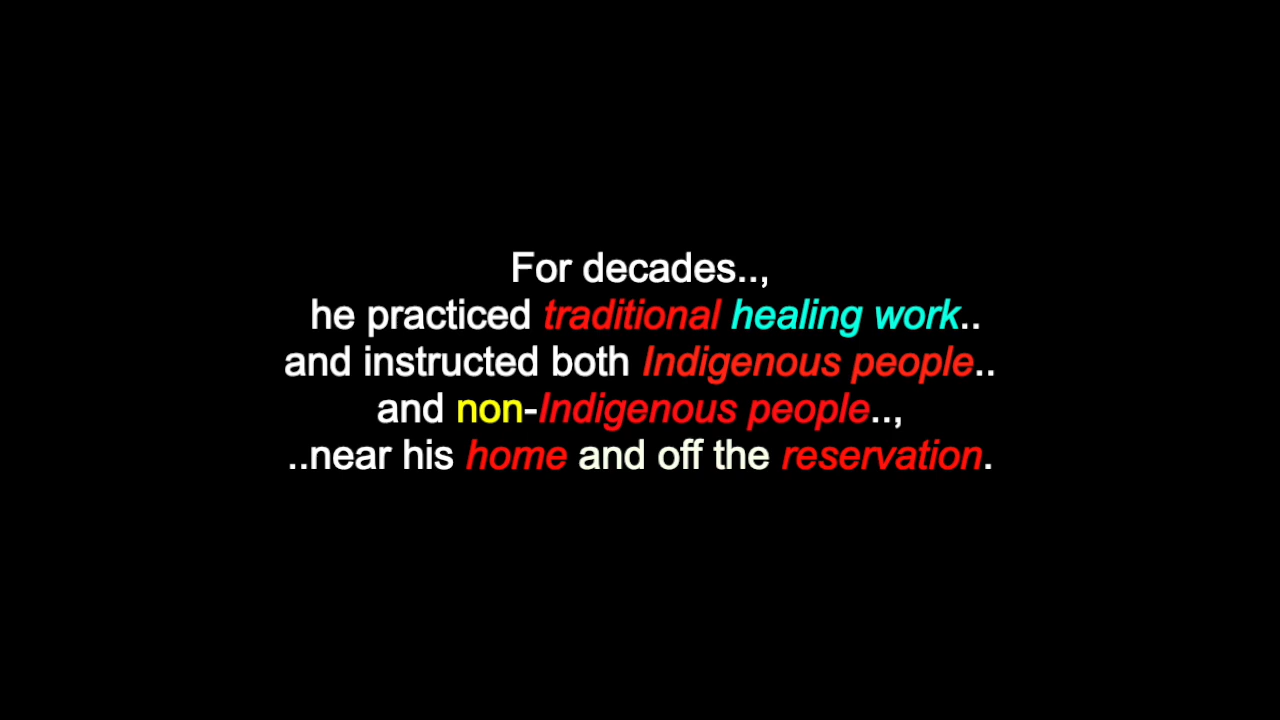 For decades..,
he practiced traditional healing work..
and instructed both Indigenous people..
and non-Indigenous people..,
..near his home and off the reservation.